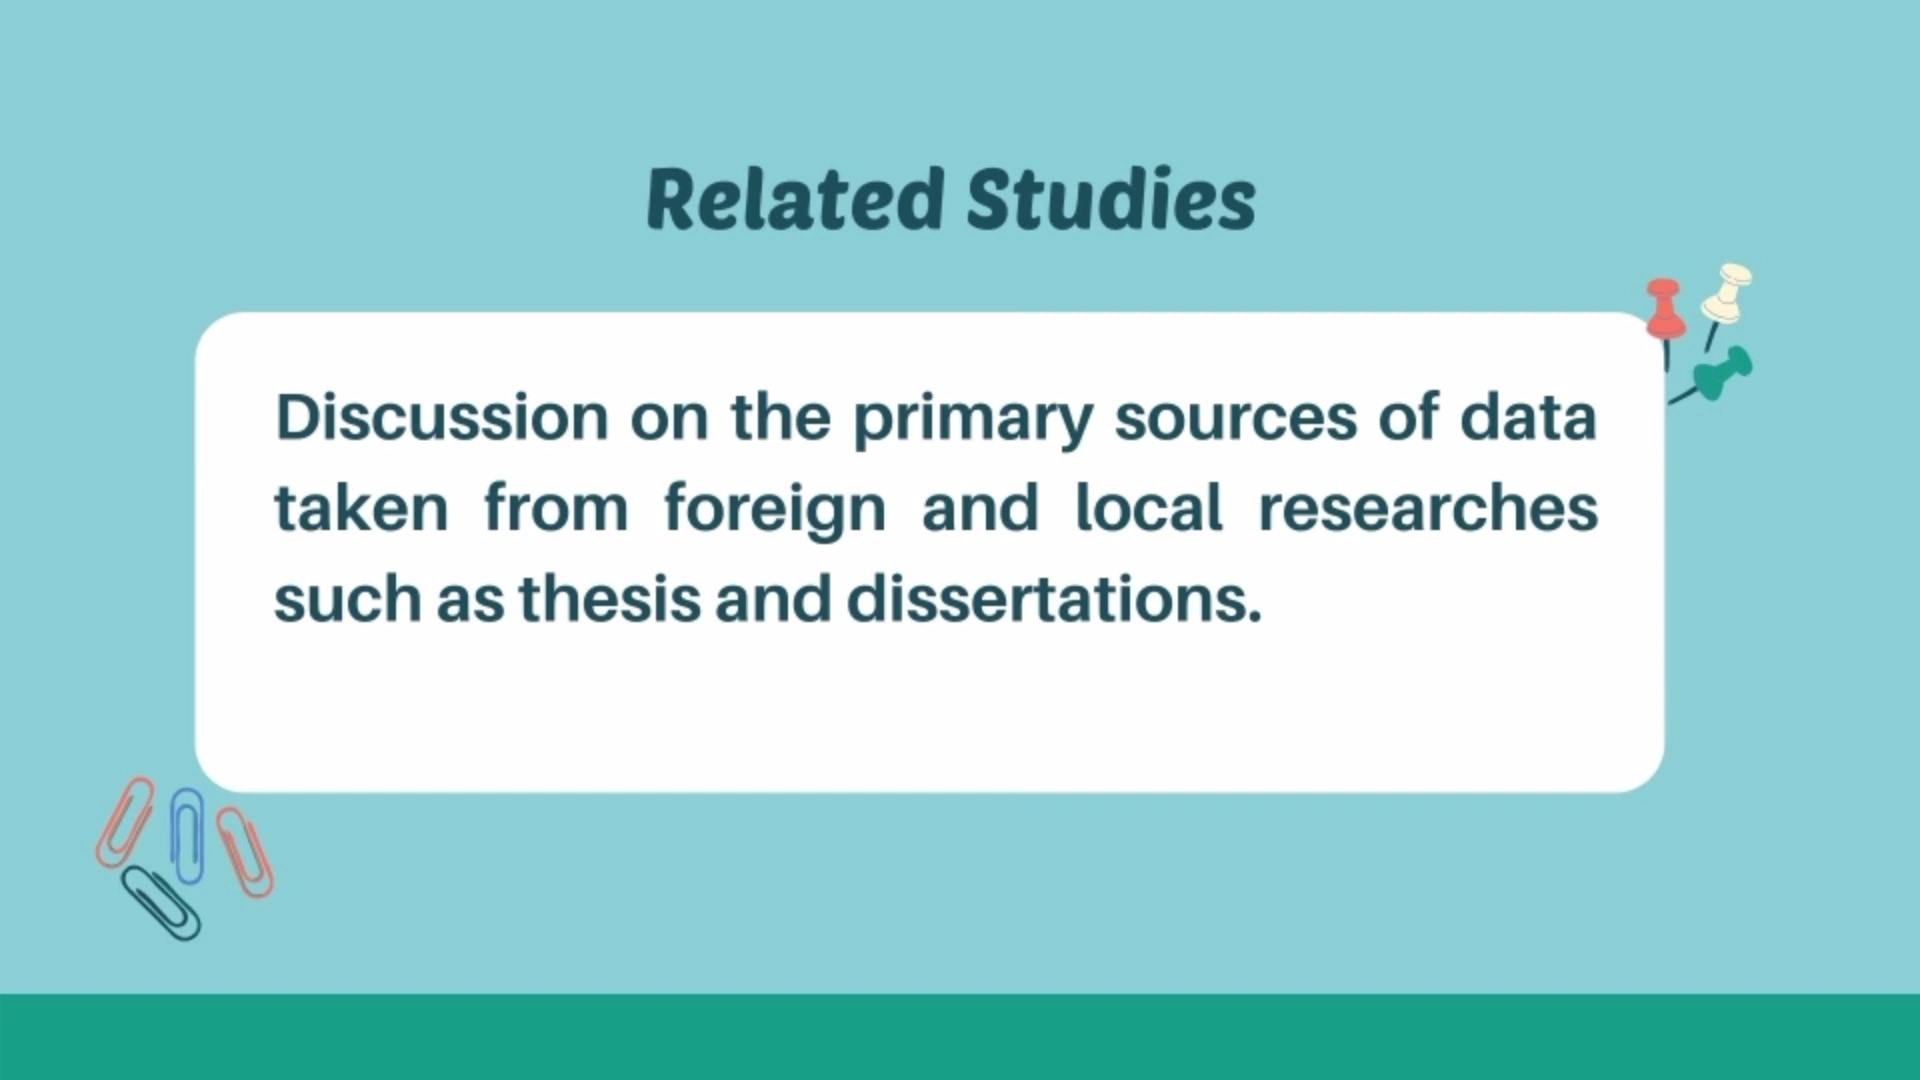 Related Studies
Discussion on the primary sources of data
taken from foreign and local researches
such as thesis and dissertations.